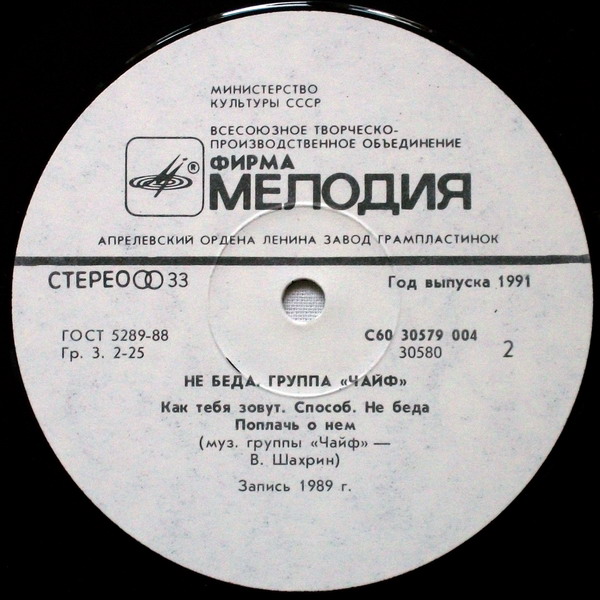 МИНИСТЕРСТВО
КУЛЬТУРЫ СССР
ВСЕСОЮЗНОЕ ТВОРЧЕСКО-
ПРОИЗВОДСТВЕННОЕ ОБЪЕДИНЕНИЕ
ФИРМА
®
МЕЛОДИЯ
АПРЕЛЕВСКИЙ ОРДЕНА ЛЕНИНА ЗАВОД ГРАМПЛАСТИНОК
СТЕРЕО 33
Год выпуска 1991
ГОСТ 5289-88
С60 30579 004
Гр. 3. 2-25
30580
2
НЕ БЕДА. ГРУППА «ЧАЙФ»
Как тебя зовут. Способ. Не беда
Поплачь о нем
(муз. группы «Чайф» —
В. Шахрин)
Запись 1989 г.